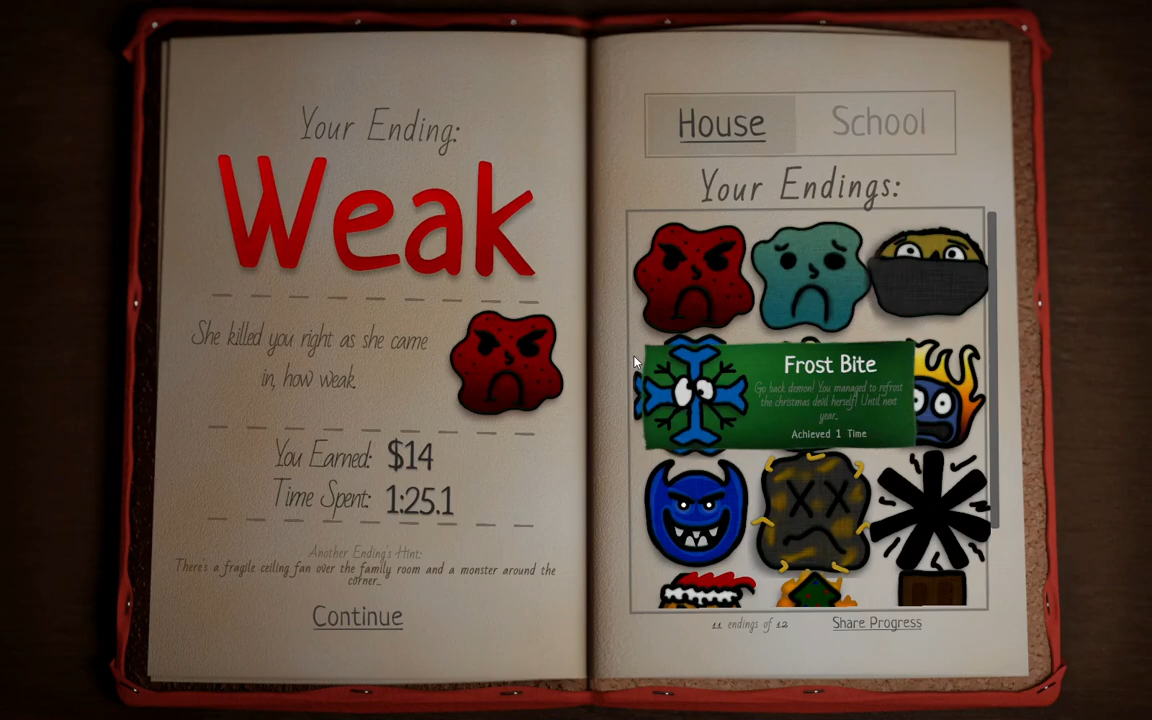 Your Ending:
Weak
She killed you right as she came
in, how weak.
You Earned: $14
Time Spent: 1:25.1
Another Ending's Hint:
There's a fragile ceiling fan over the family room and a monster around the
corner...
Continue
House School
Your Endings:
Frost Bite
Go back demon! You managed to refrost
the christmas devil herself! Until next
year...
Achieved 1 Time
11 endings of 12
Share Progress